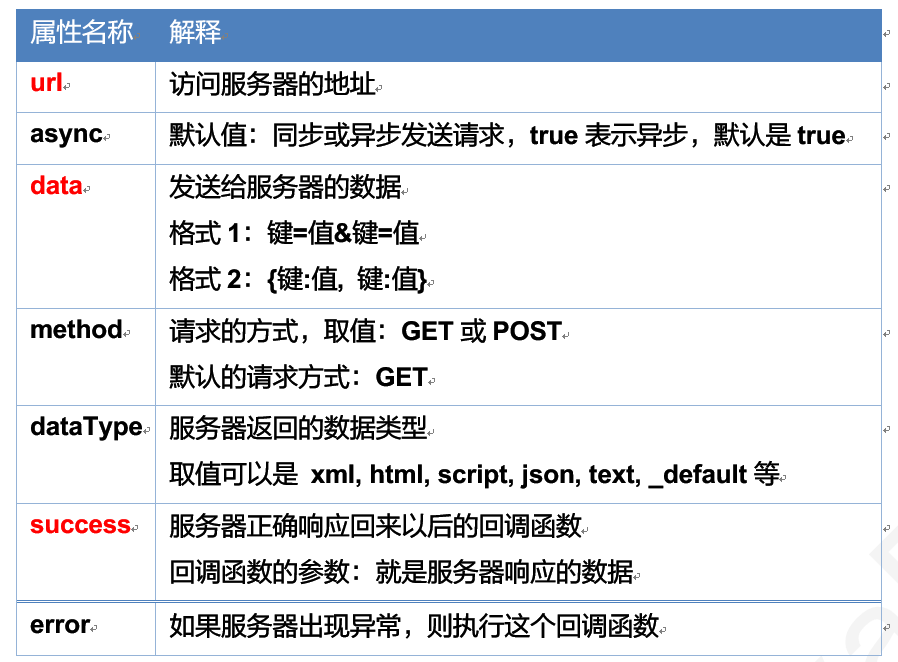 属性名称 解释
url 访问服务器的地址
async 默认值：同步或异步发送请求，true 表示异步，默认是 true
data 发送给服务器的数据
格式 1：键=值&键=值
格式 2：{键:值, 键:值}
method 请求的方式，取值：GET 或 POST
默认的请求方式：GET
dataType 服务器返回的数据类型
取值可以是 xml, html, script, json, text, _default 等
success 服务器正确响应回来以后的回调函数
回调函数的参数：就是服务器响应的数据
error 如果服务器出现异常，则执行这个回调函数